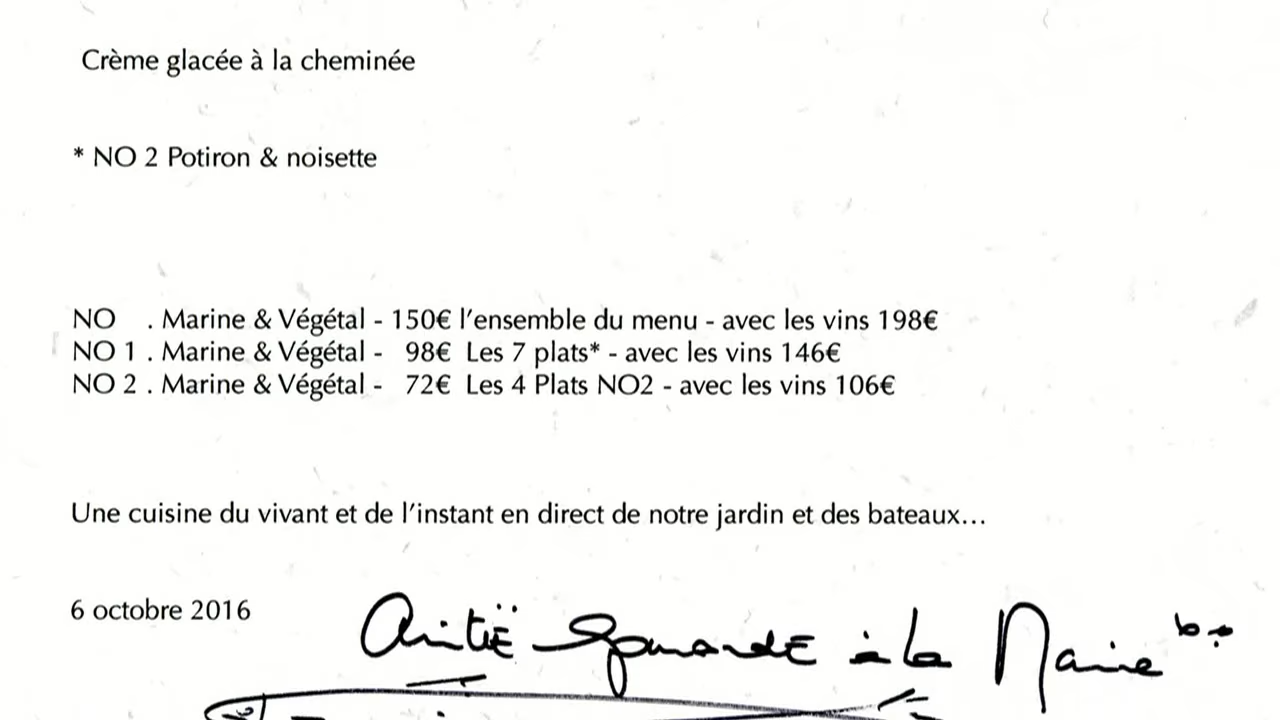 Crème glacée à la cheminée
* NO 2 Potiron & noisette
NO . Marine & Végétal - 150€ l'ensemble du menu - avec les vins 198€
NO 1 . Marine & Végétal - 98€ Les 7 plats* - avec les vins 146€
NO 2 . Marine & Végétal - 72€ Les 4 Plats NO2 - avec les vins 106€
Une cuisine du vivant et de l'instant en direct de notre jardin et des bateaux...
6 octobre 2016
à la